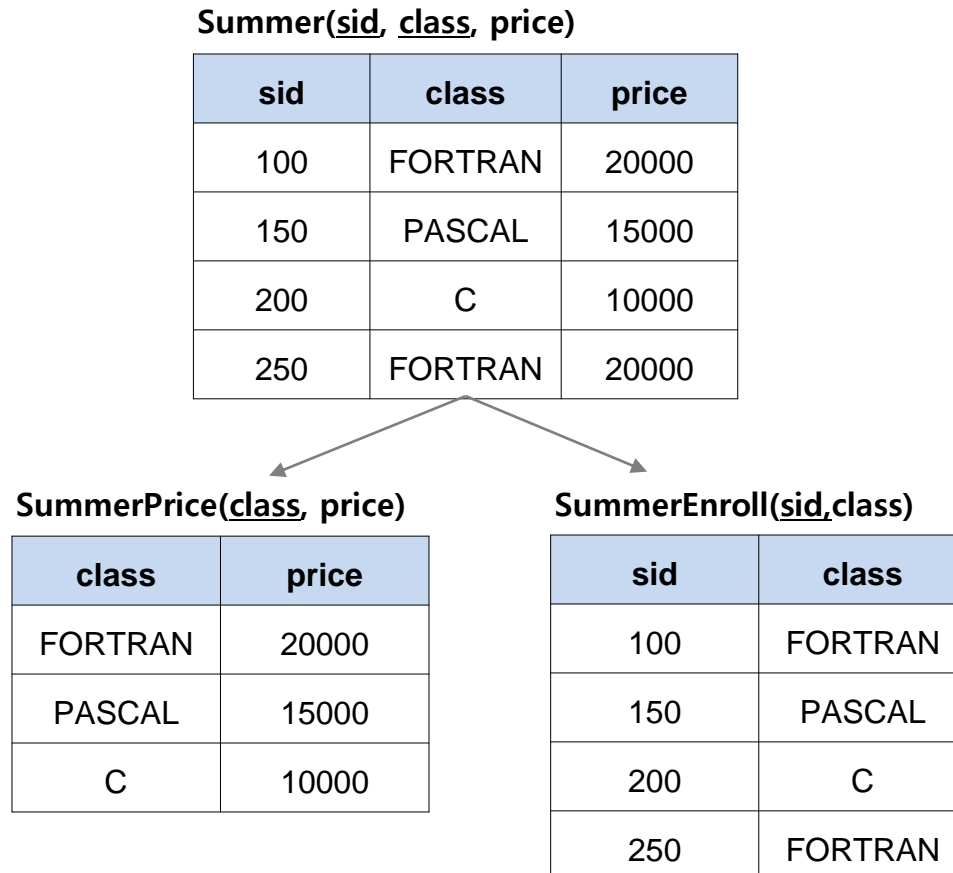 Summer(sid, class, price)
sid class price
100 FORTRAN 20000
150 PASCAL 15000
200 C 10000
250 FORTRAN 20000
SummerPrice(class, price)
class price
FORTRAN 20000
PASCAL 15000
C 10000
SummerEnroll(sid,class)
sid class
100 FORTRAN
150 PASCAL
200 C
250 FORTRAN